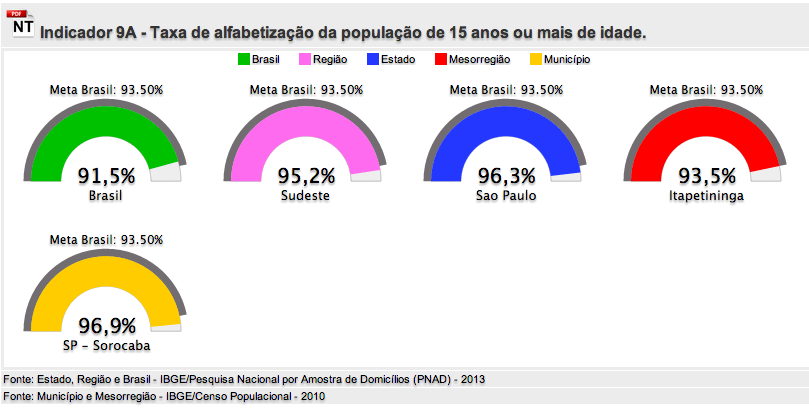 PDF
NT
Indicador 9A - Taxa de alfabetização da população de 15 anos ou mais de idade.
Brasil Região Estado Mesorregião Município
Meta Brasil: 93.50% Meta Brasil: 93.50% Meta Brasil: 93.50% Meta Brasil: 93.50%
91,5% 95,2% 96,3% 93,5%
Brasil Sudeste Sao Paulo Itapetininga
Meta Brasil: 93.50%
96,9%
SP - Sorocaba
Fonte: Estado, Região e Brasil - IBGE/Pesquisa Nacional por Amostra de Domicílios (PNAD) - 2013
Fonte: Município e Mesorregião - IBGE/Censo Populacional - 2010